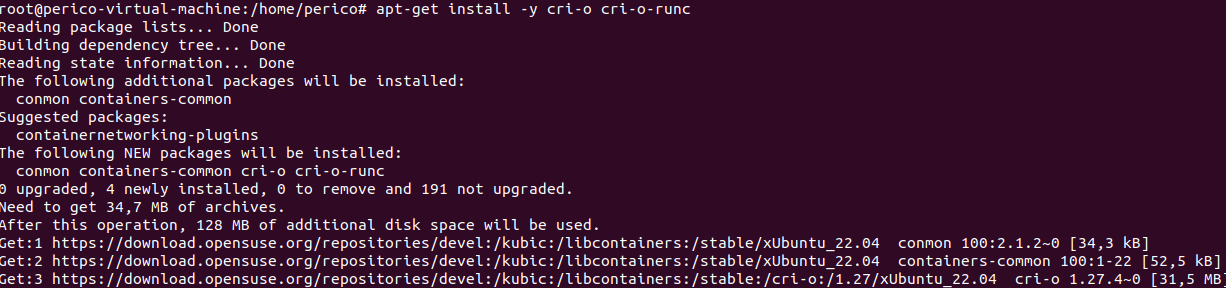 root@perico-virtual-machine:/home/perico# apt-get install -y cri-o cri-o-runc
Reading package lists... Done
Building dependency tree... Done
Reading state information... Done
The following additional packages will be installed:
  conmon containers-common
Suggested packages:
  containernetworking-plugins
The following NEW packages will be installed:
  conmon containers-common cri-o cri-o-runc
0 upgraded, 4 newly installed, 0 to remove and 191 not upgraded.
Need to get 34,7 MB of archives.
After this operation, 128 MB of additional disk space will be used.
Get:1 https://download.opensuse.org/repositories/devel:/kubic:/libcontainers:/stable/xUbuntu_22.04  conmon 100:2.1.2~0 [34,3 kB]
Get:2 https://download.opensuse.org/repositories/devel:/kubic:/libcontainers:/stable/xUbuntu_22.04  containers-common 100:1-22 [52,5 kB]
Get:3 https://download.opensuse.org/repositories/devel:/kubic:/libcontainers:/stable:/cri-o:/1.27/xUbuntu_22.04  cri-o 1.27.4~0 [31,5 MB]